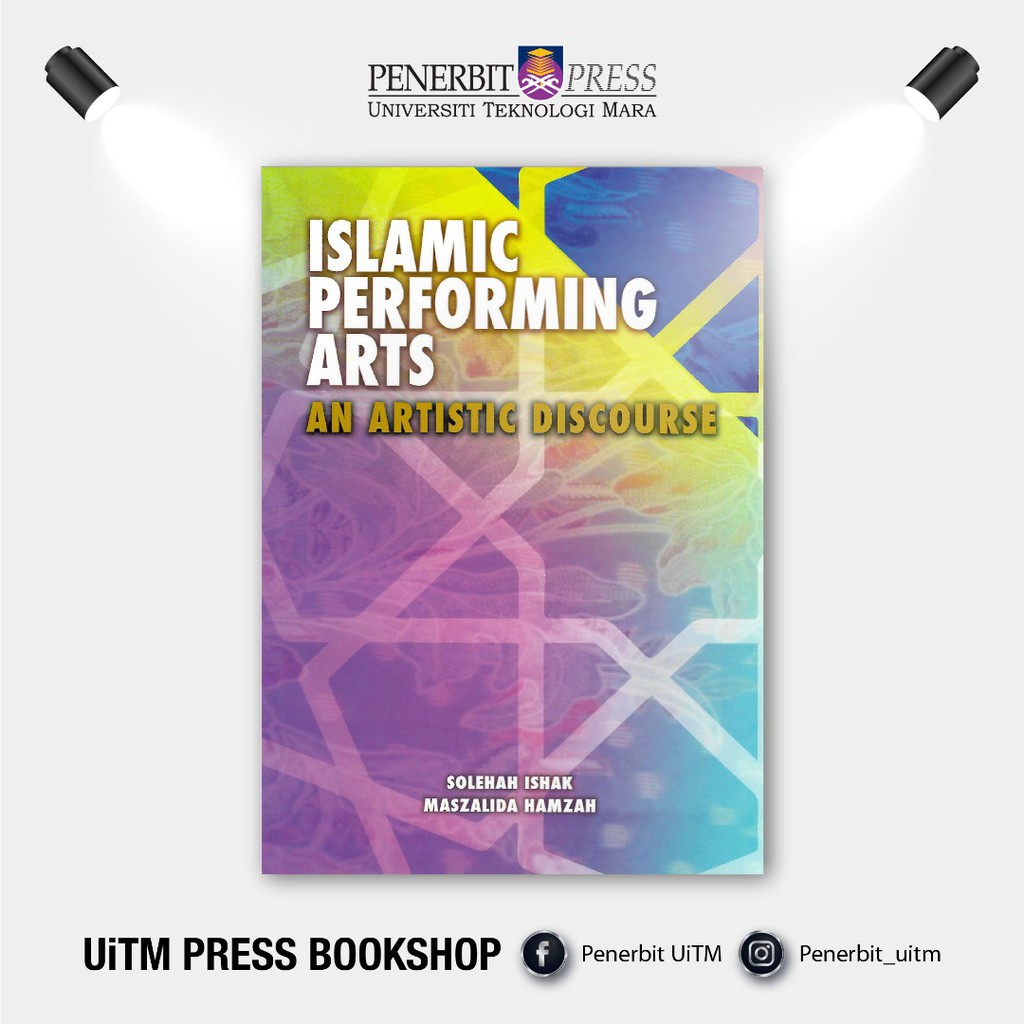 PENERBIT PRESS
UNIVERSITI TEKNOLOGI MARA
ISLAMIC
PERFORMING
ARTS
AN ARTISTIC DISCOURSE
SOLEHAH ISHAK
MASZALIDA HAMZAH
UiTM PRESS BOOKSHOP
Penerbit UiTM
Penerbit_uitm